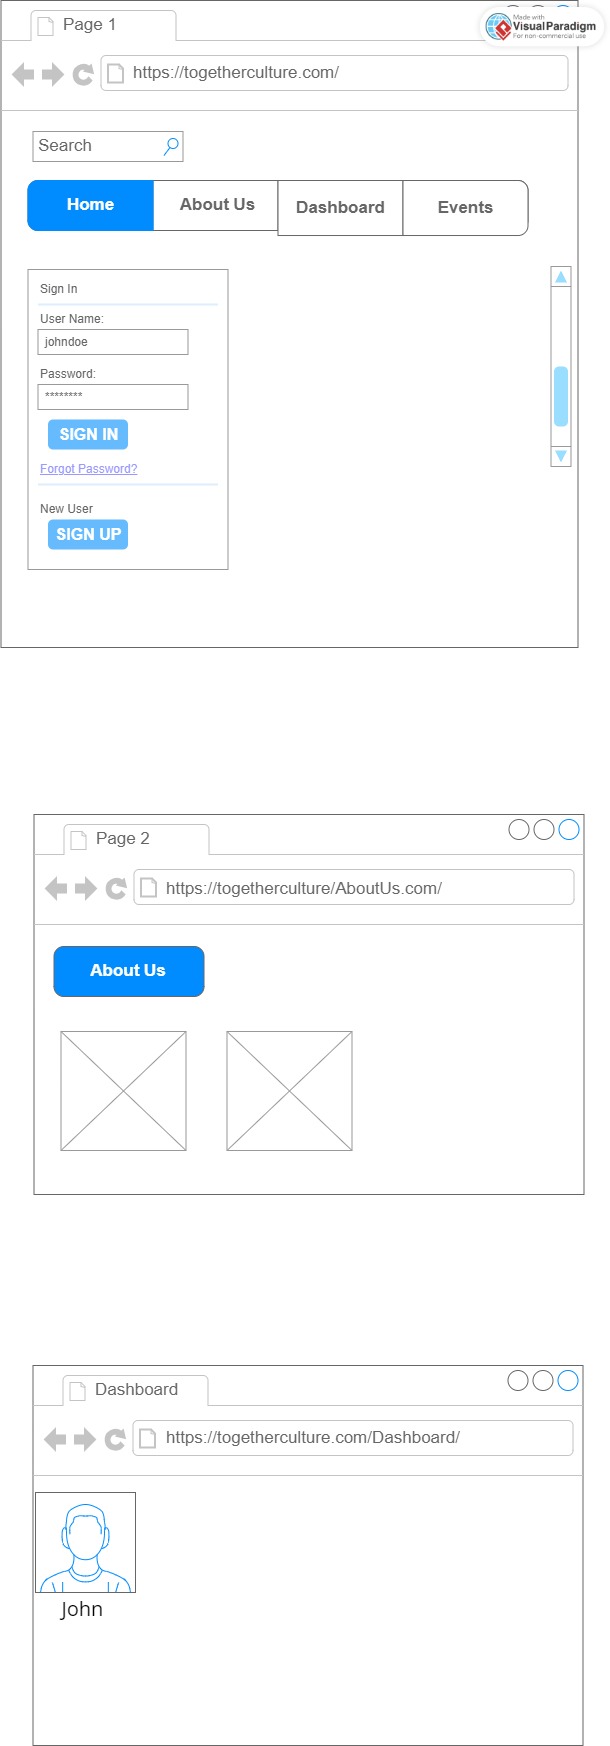 Page 1
Made with
VisualParadigm
For non-commercial use
https://togetherculture.com/
Search
Home
About Us
Dashboard
Events
Sign In
User Name:
johndoe
Password:
********
SIGN IN
Forgot Password?
New User
SIGN UP
Page 2
https://togetherculture/AboutUs.com/
About Us
Dashboard
https://togetherculture.com/Dashboard/
John